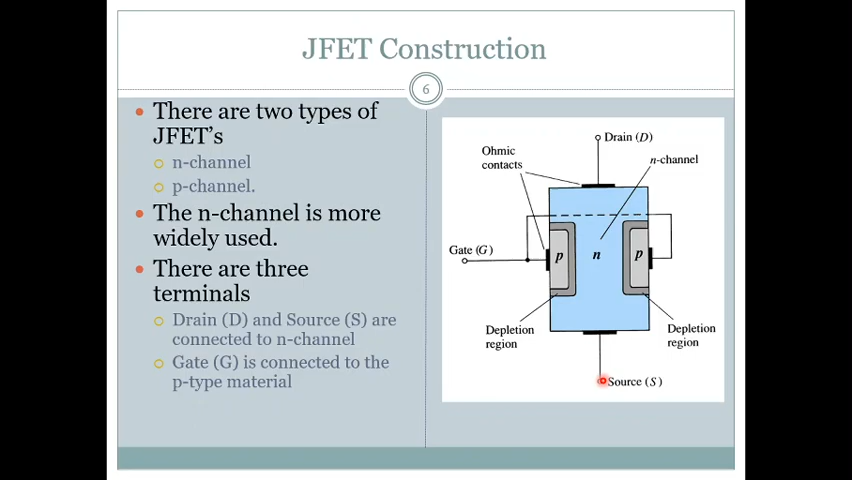 JFET Construction
6
There are two types of
JFET's
n-channel
p-channel.
The n-channel is more
widely used.
There are three
terminals
Drain (D) and Source (S) are
connected to n-channel
Gate (G) is connected to the
p-type material
Drain (D)
Ohmic
contacts
n-channel
Gate (G)
p
n
p
Depletion
region
Depletion
region
Source (S)